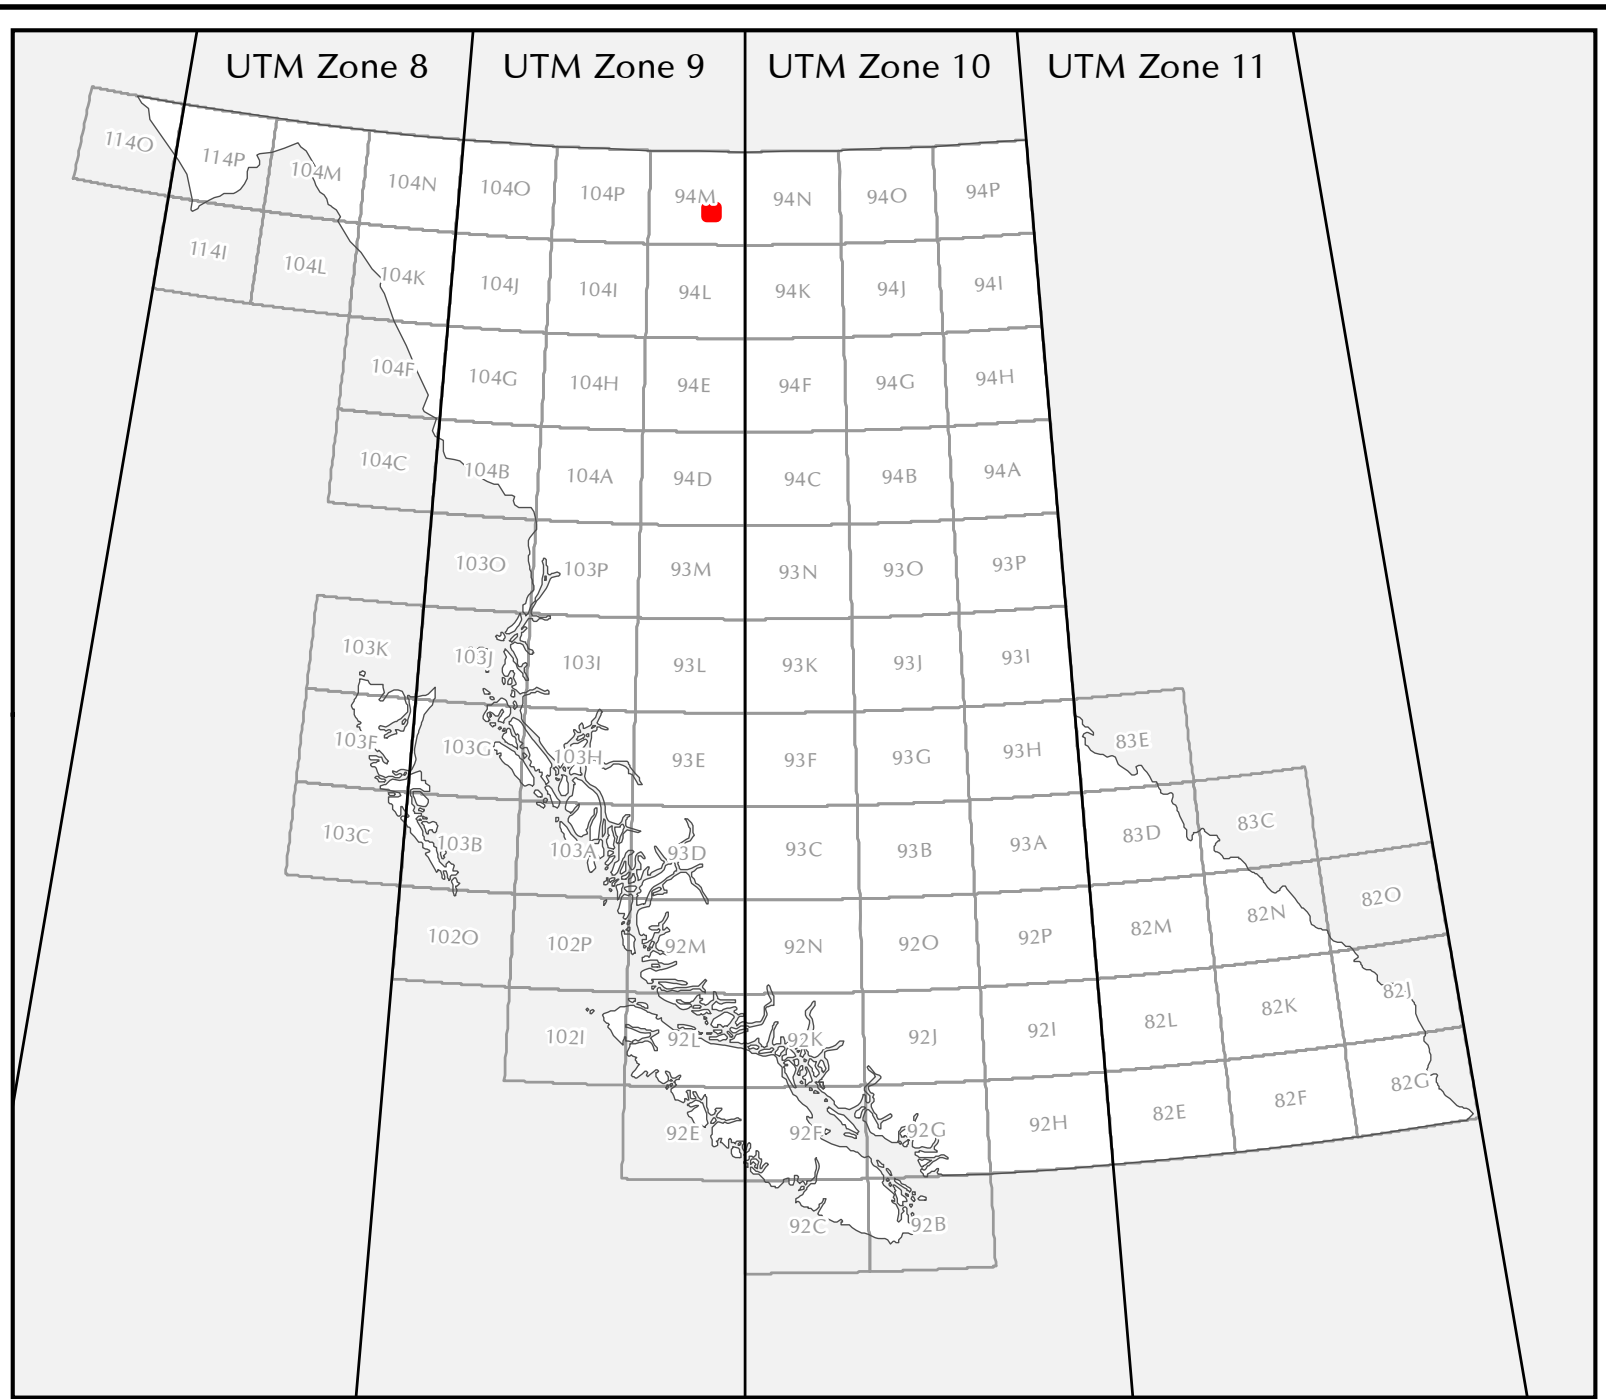 UTM Zone 8 UTM Zone 9 UTM Zone 10 UTM Zone 11
114O 114P 104M 104N 104O 104P 94M 94N 94O 94P
114I 104L 104K 104J 104I 94L 94K 94J 94I
104F 104G 104H 94E 94F 94G 94H
104C 104B 104A 94D 94C 94B 94A
103O 103P 93M 93N 93O 93P
103K 103J 103I 93L 93K 93J 93I
103F 103G 103H 93E 93F 93G 93H 83E
103C 103B 103A 93D 93C 93B 93A 83D 83C
102O 102P 92M 92N 92O 92P 82M 82N 82O
102I 92L 92K 92J 92I 82L 82K 82J
92E 92F 92G 92H 82E 82F 82G
92C 92B